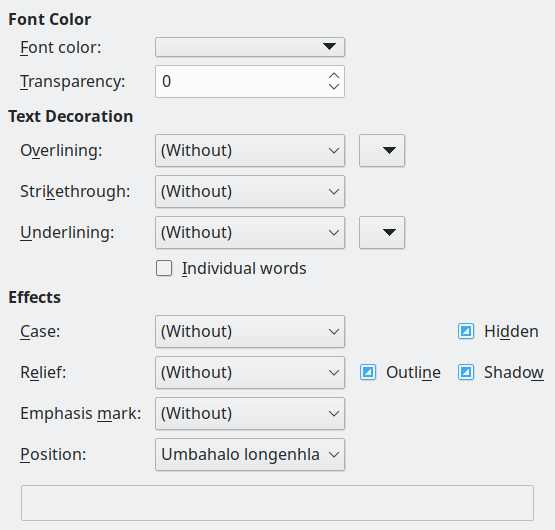 Font Color
Font color:
Transparency: 0
Text Decoration
Overlining: (Without)
Strikethrough: (Without)
Underlining: (Without)
Individual words
Effects
Case: (Without) Hidden
Relief: (Without) Outline Shadow
Emphasis mark: (Without)
Position: Umbahalo longenhla